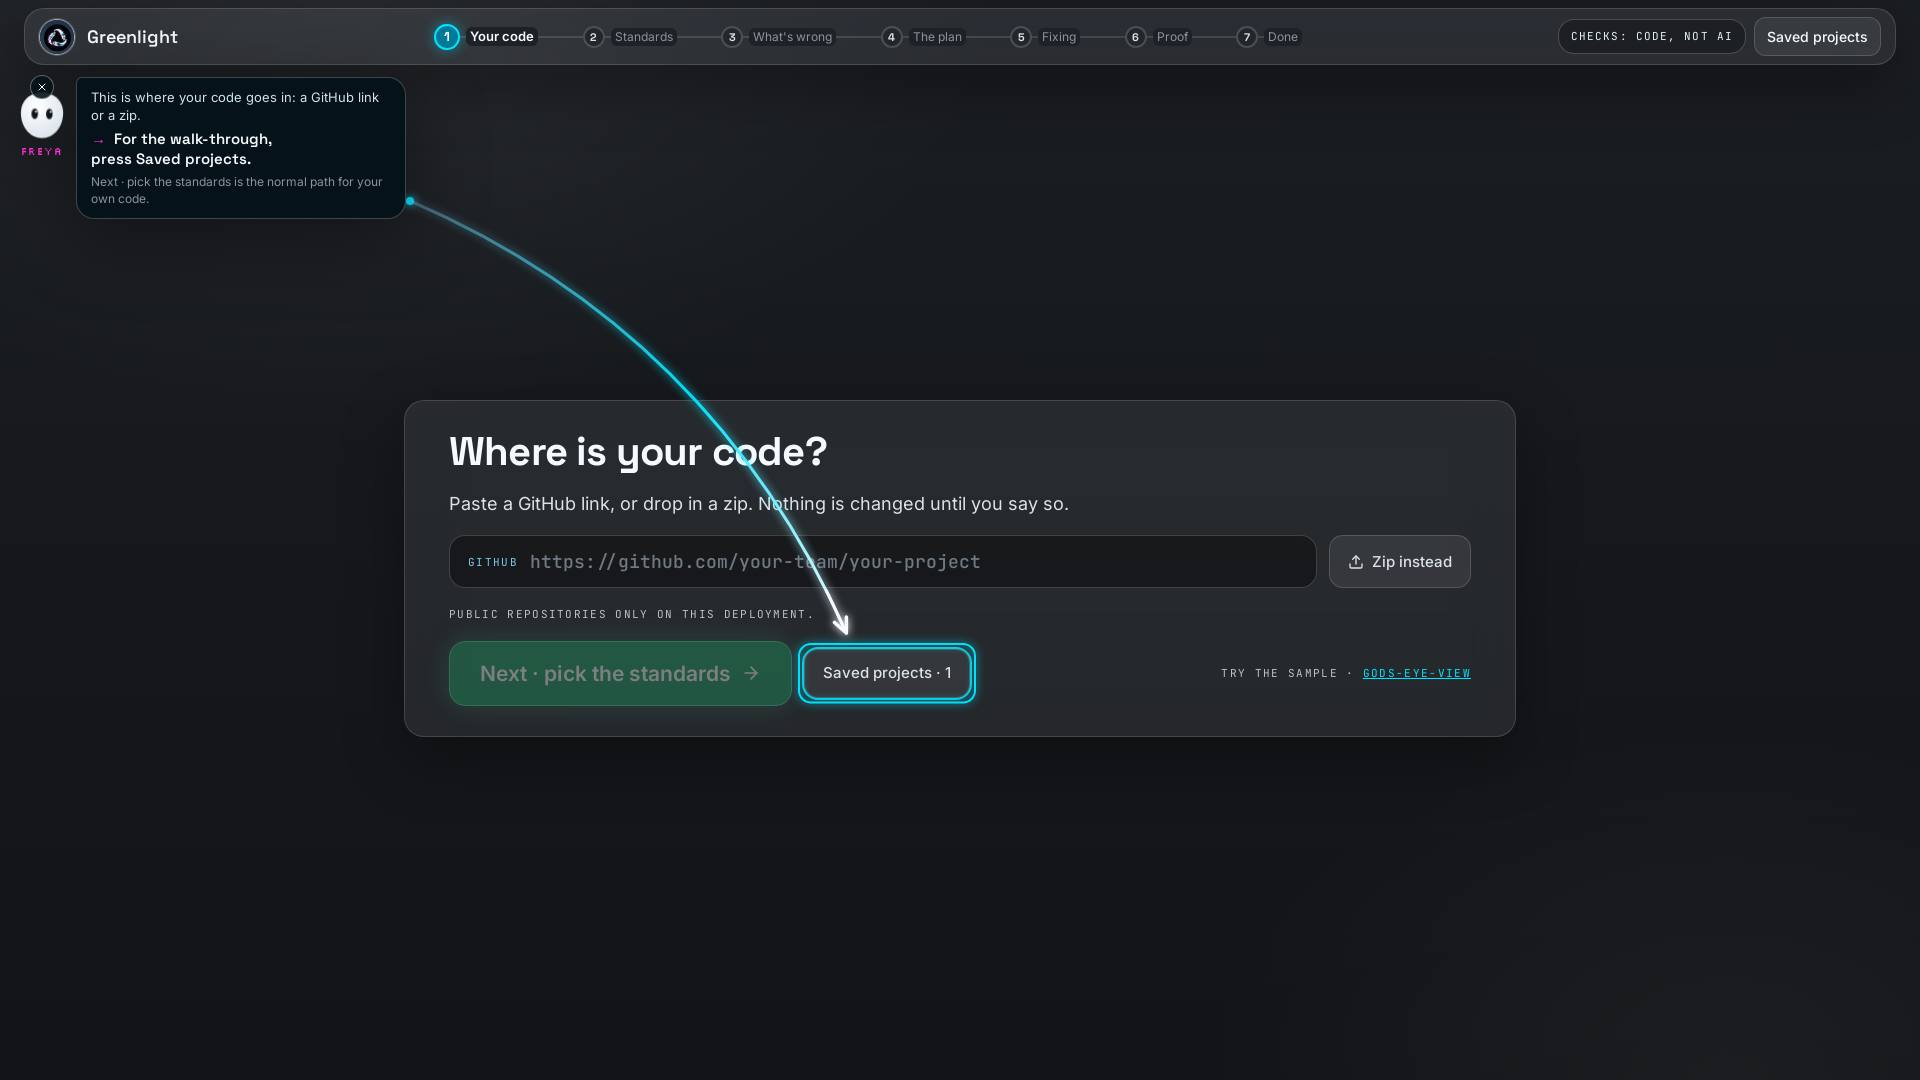 Greenlight
1 Your code
2 Standards
3 What's wrong
4 The plan
5 Fixing
6 Proof
7 Done
CHECKS: CODE, NOT AI
Saved projects
This is where your code goes in: a GitHub link
or a zip.
→ For the walk-through,
press Saved projects.
Next · pick the standards is the normal path for your
own code.
FREYA
Where is your code?
Paste a GitHub link, or drop in a zip. Nothing is changed until you say so.
GITHUB https://github.com/your-team/your-project
Zip instead
PUBLIC REPOSITORIES ONLY ON THIS DEPLOYMENT.
Next · pick the standards →
Saved projects · 1
TRY THE SAMPLE · GODS-EYE-VIEW